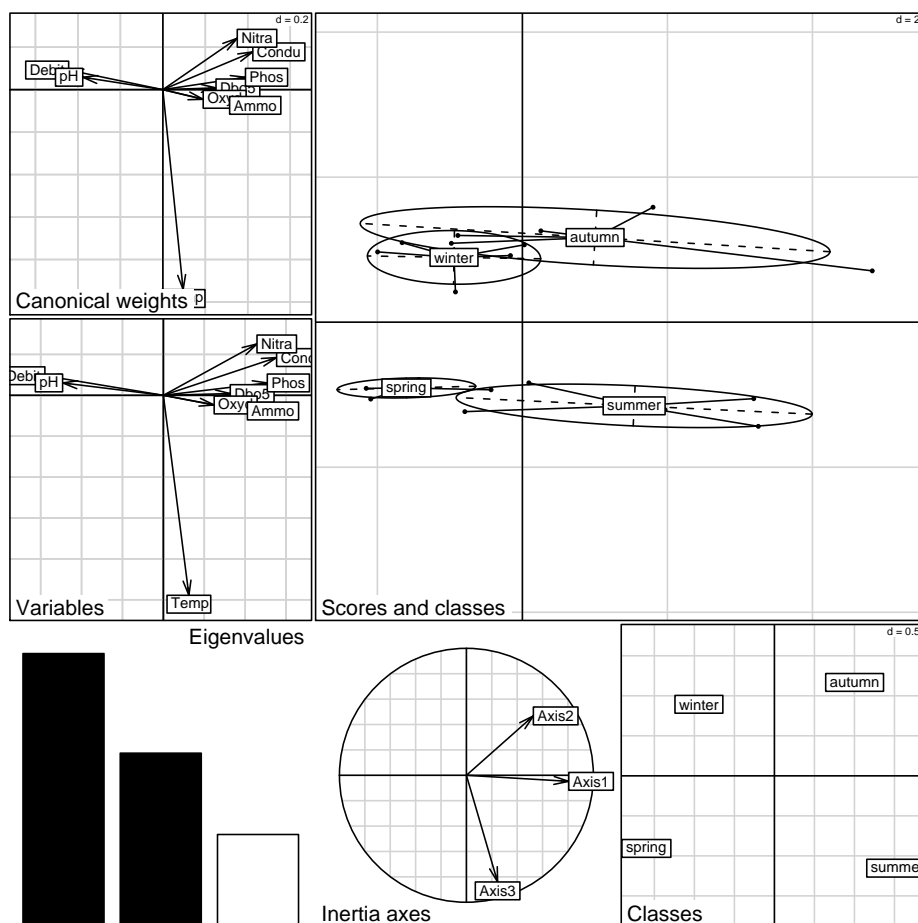 d = 0.2
Nitra
Condu
Debit
pH
Phos
Dbo5
Oxy
Ammo
p
Canonical weights
d = 2
autumn
winter
spring
summer
Scores and classes
Nitra
Cond
Debit
pH
Phos
Dbo5
Oxy
Ammo
Temp
Variables
Eigenvalues
Axis2
Axis1
Axis3
Inertia axes
d = 0.5
autumn
winter
spring
summe
Classes